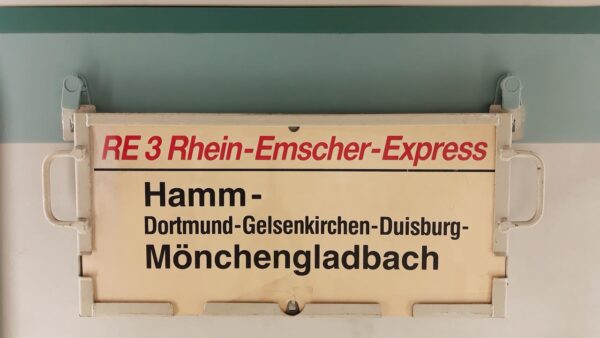 RE 3 Rhein-Emscher-Express
Hamm-
Dortmund-Gelsenkirchen-Duisburg-
Mönchengladbach